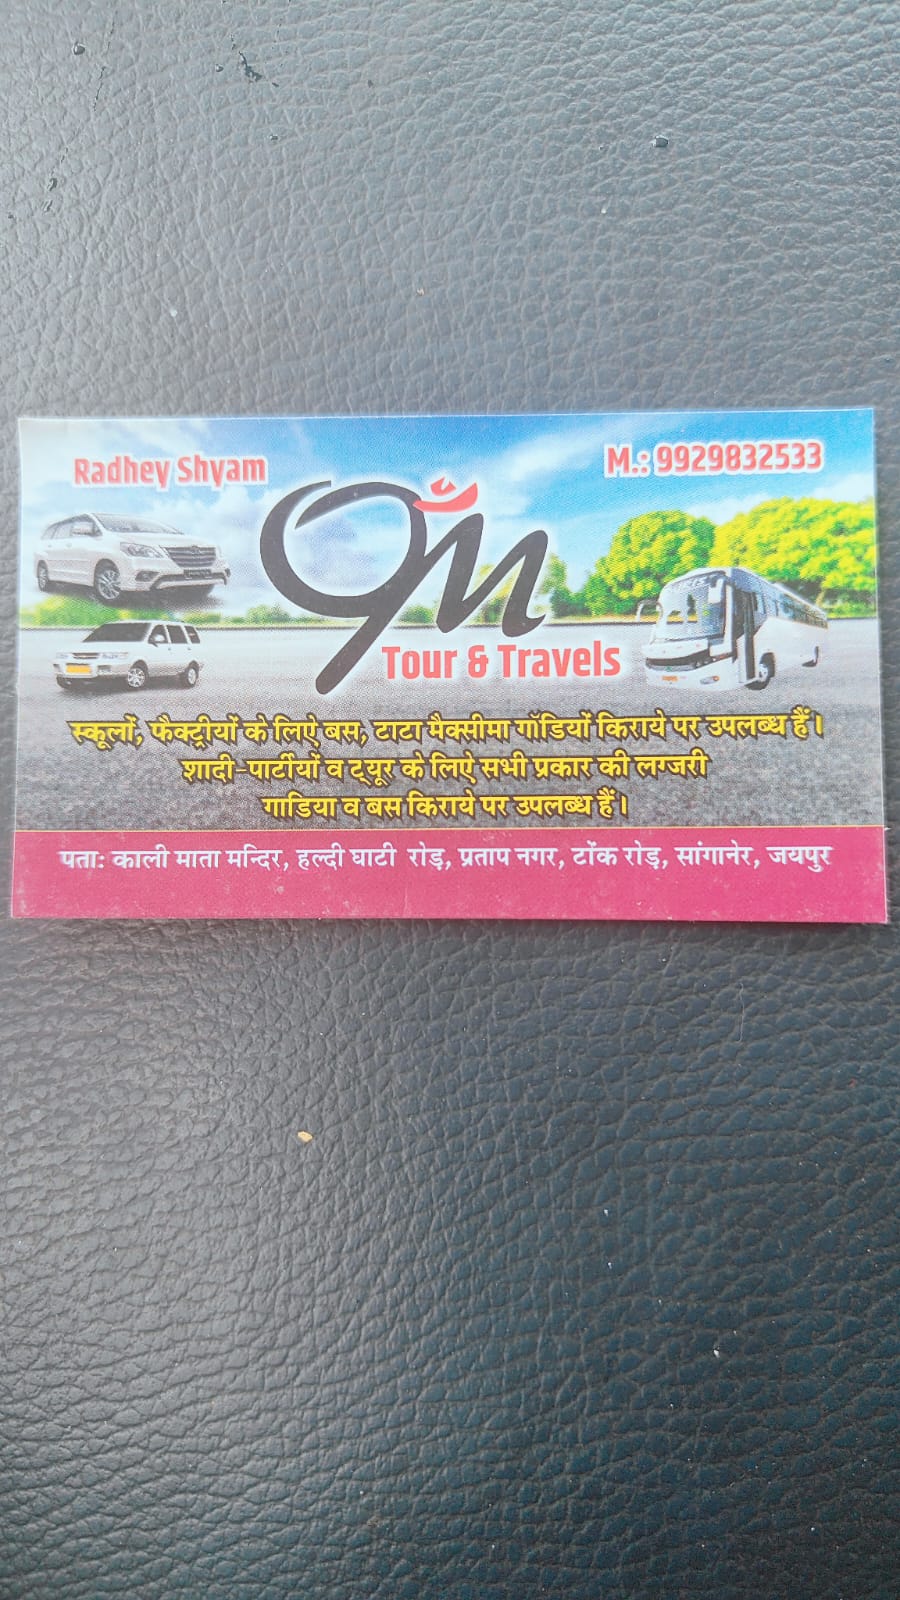 Radhey Shyam
M.: 9929832533
OM
Tour & Travels
स्कूलों, फैक्ट्रीयों के लिऐ बस, टाटा मैक्सीमा गॉडियों किराये पर उपलब्ध हैं।
शादी-पार्टीयों व ट्यूर के लिऐ सभी प्रकार की लग्जरी
गाडिया व बस किराये पर उपलब्ध हैं।
पताः काली माता मन्दिर, हल्दी घाटी रोड़, प्रताप नगर, टोंक रोड़, सांगानेर, जयपुर